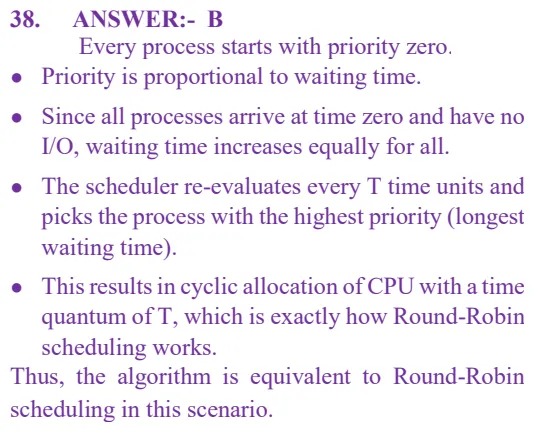 38. ANSWER:- B
Every process starts with priority zero.
● Priority is proportional to waiting time.
● Since all processes arrive at time zero and have no
I/O, waiting time increases equally for all.
● The scheduler re-evaluates every T time units and
picks the process with the highest priority (longest
waiting time).
● This results in cyclic allocation of CPU with a time
quantum of T, which is exactly how Round-Robin
scheduling works.
Thus, the algorithm is equivalent to Round-Robin
scheduling in this scenario.